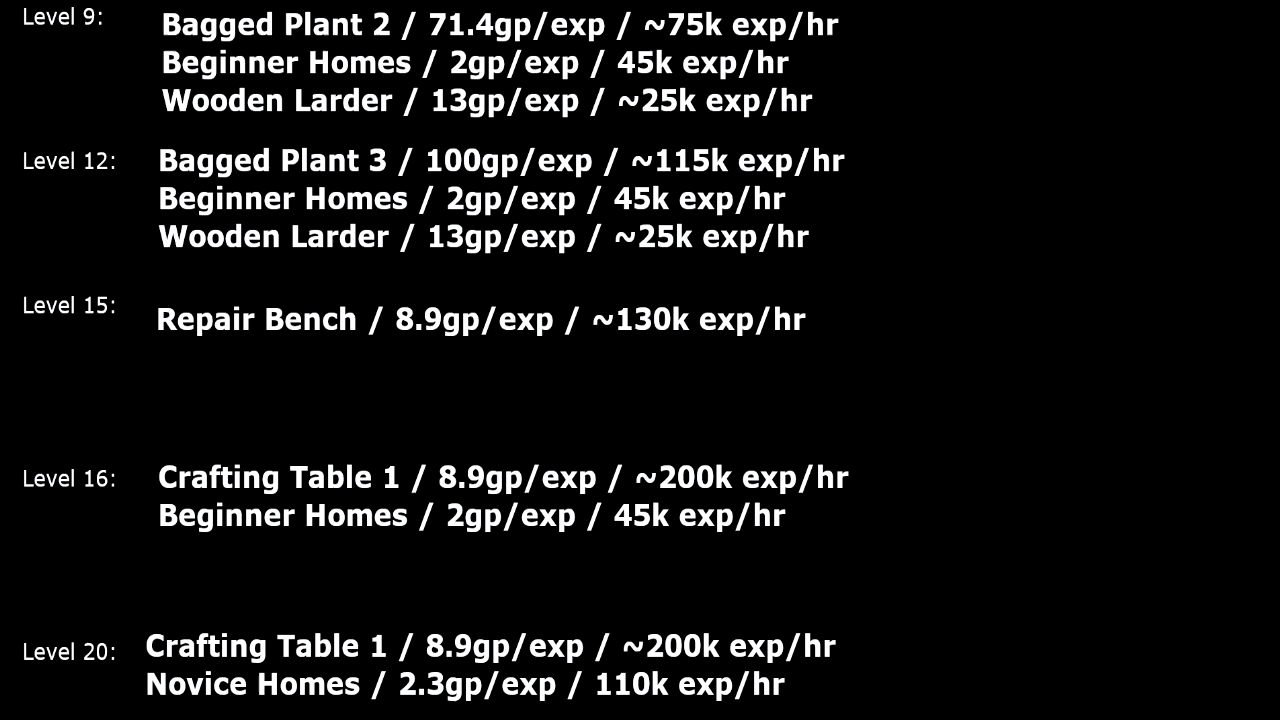 Level 9:
Bagged Plant 2 / 71.4gp/exp / ~75k exp/hr
Beginner Homes / 2gp/exp / 45k exp/hr
Wooden Larder / 13gp/exp / ~25k exp/hr
Level 12:
Bagged Plant 3 / 100gp/exp / ~115k exp/hr
Beginner Homes / 2gp/exp / 45k exp/hr
Wooden Larder / 13gp/exp / ~25k exp/hr
Level 15:
Repair Bench / 8.9gp/exp / ~130k exp/hr
Level 16:
Crafting Table 1 / 8.9gp/exp / ~200k exp/hr
Beginner Homes / 2gp/exp / 45k exp/hr
Level 20:
Crafting Table 1 / 8.9gp/exp / ~200k exp/hr
Novice Homes / 2.3gp/exp / 110k exp/hr